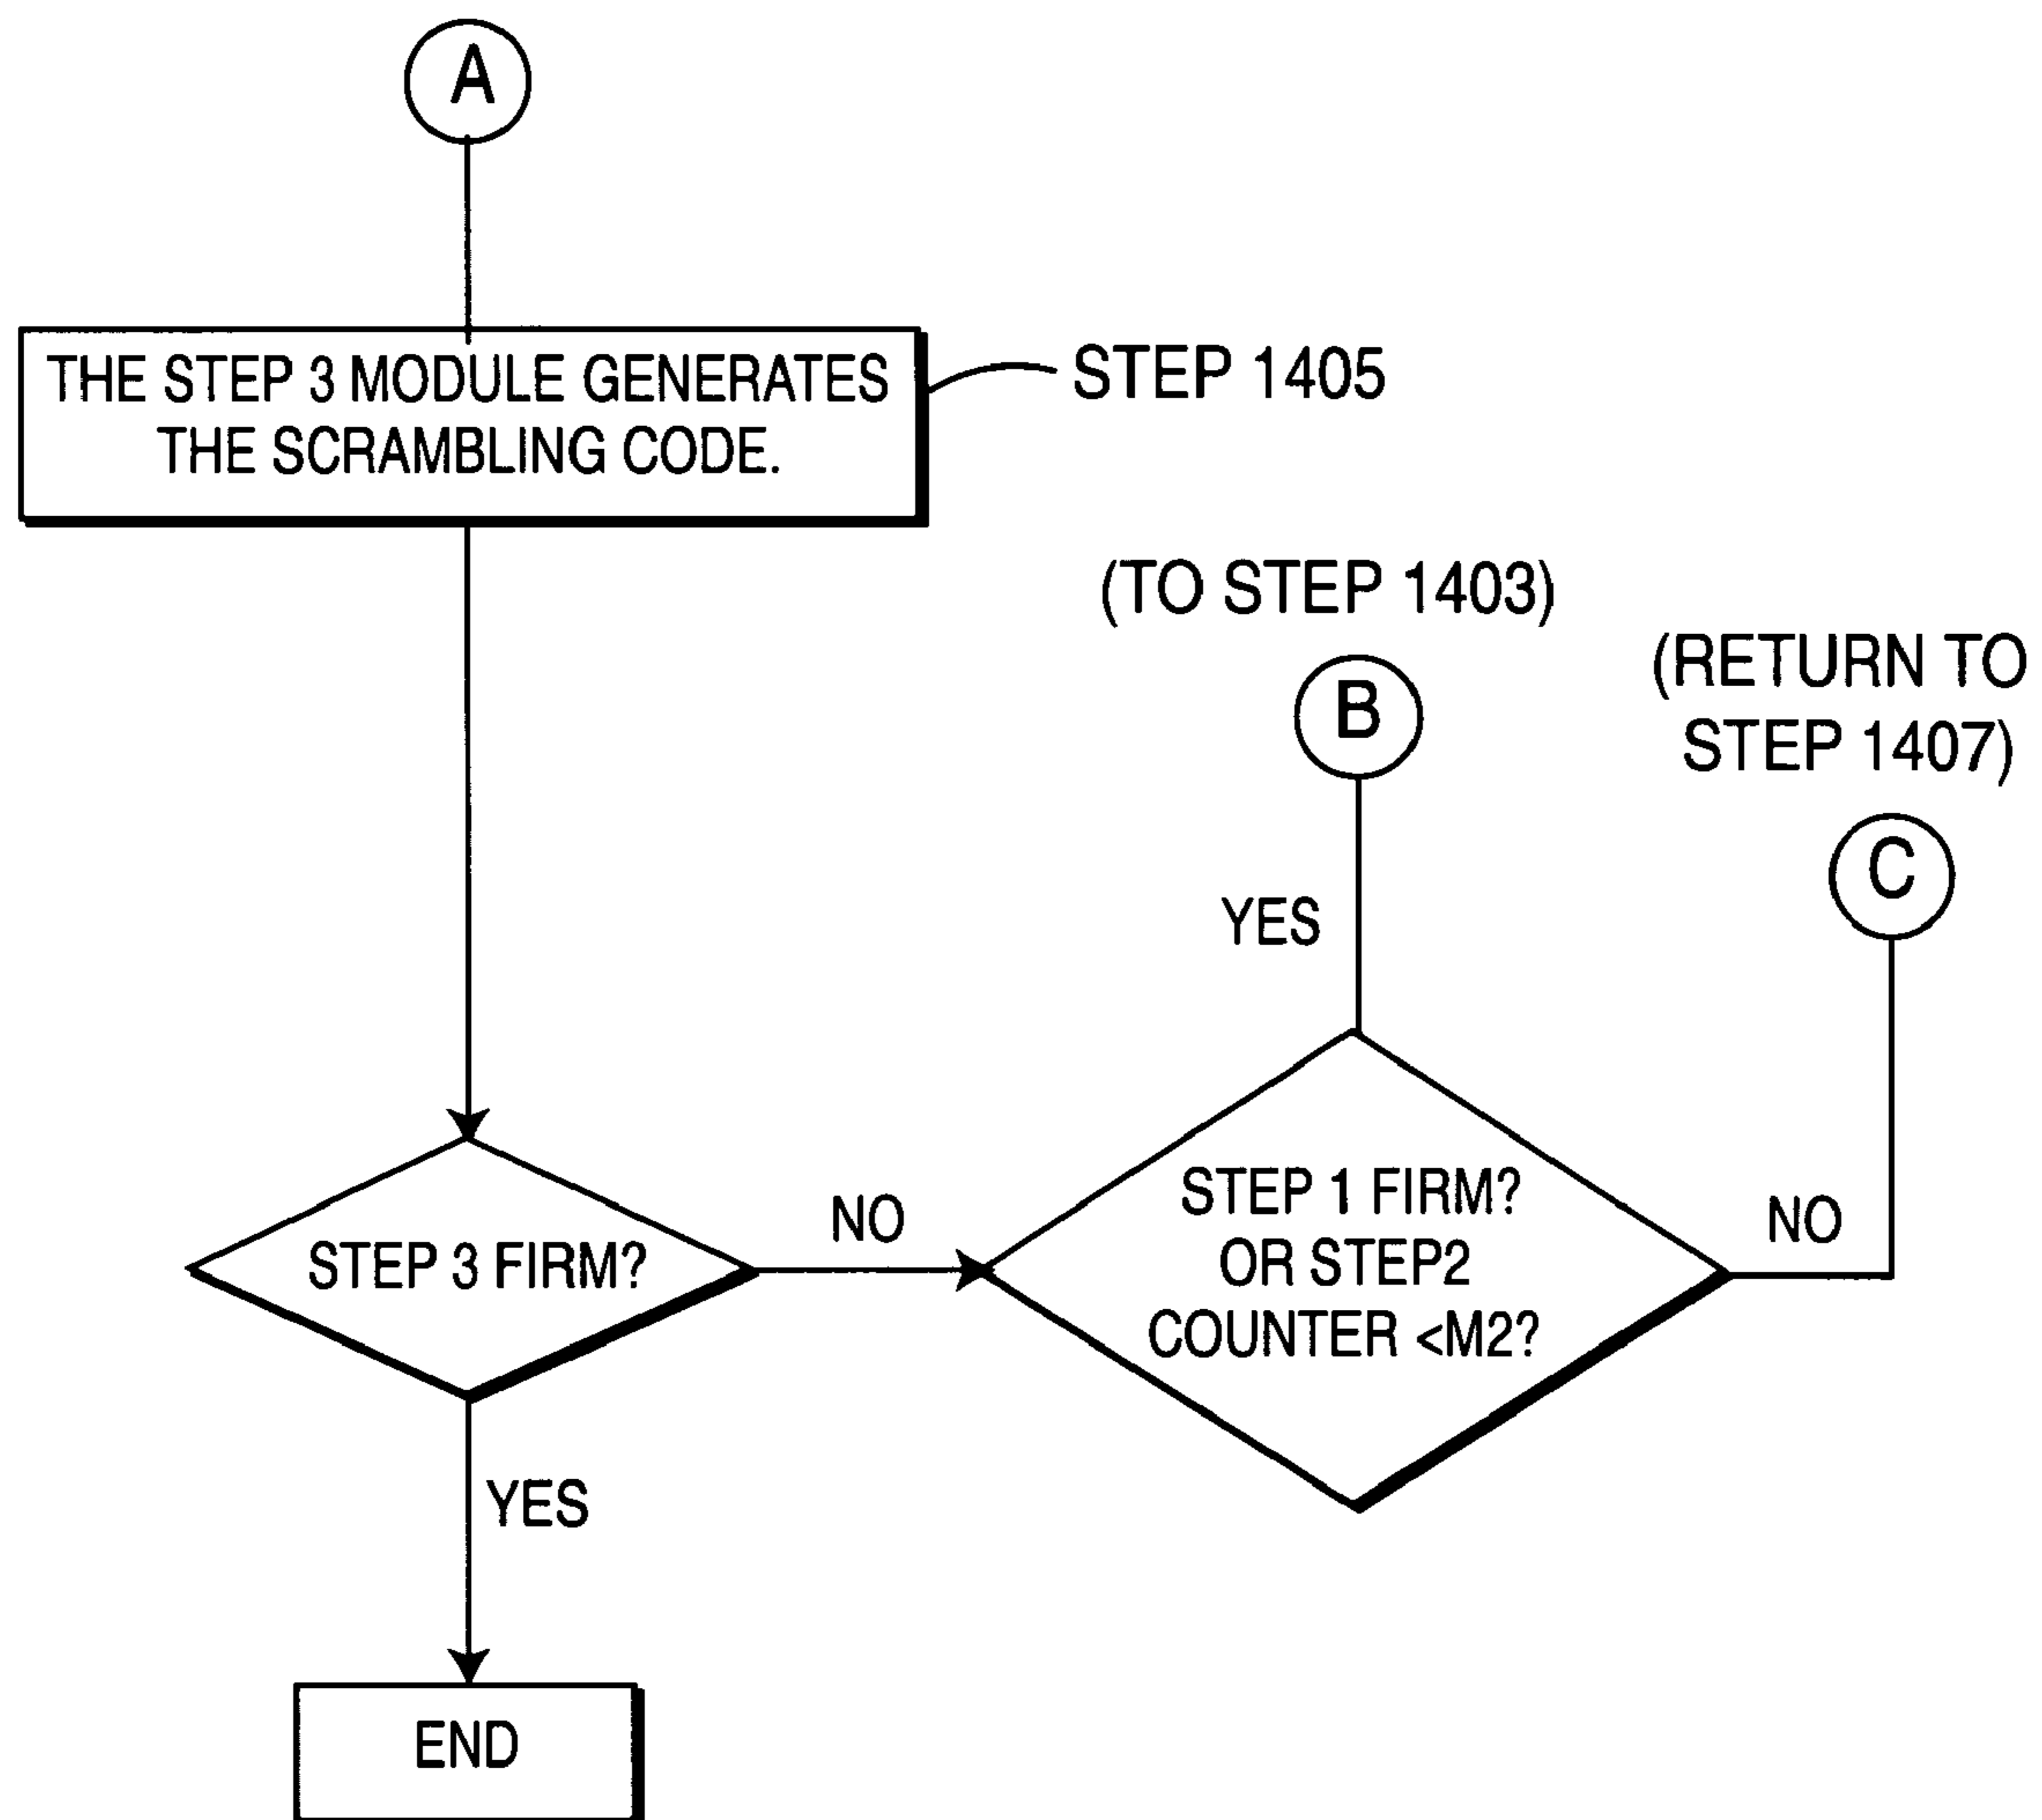 A
THE STEP 3 MODULE GENERATES
THE SCRAMBLING CODE.
STEP 1405
(TO STEP 1403)
B
(RETURN TO
STEP 1407)
C
YES
STEP 3 FIRM?
NO
STEP 1 FIRM?
OR STEP2
COUNTER <M2?
NO
YES
END